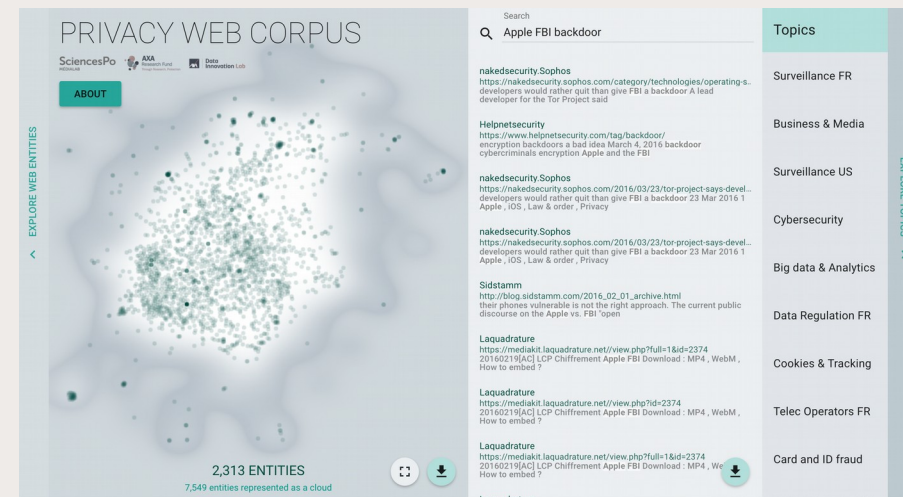 PRIVACY WEB CORPUS
SciencesPo
MEDIALAB
AXA
Research Fund
Data
Innovation Lab
ABOUT
EXPLORE WEB ENTITIES
2,313 ENTITIES
7,549 entities represented as a cloud
Search
Apple FBI backdoor
nakedsecurity.Sophos
https://nakedsecurity.sophos.com/category/technologies/operating-s..
developers would rather quit than give FBI a backdoor A lead
developer for the Tor Project said
Helpnetsecurity
https://www.helpnetsecurity.com/tag/backdoor/
encryption backdoors a bad idea March 4, 2016 backdoor
cybercriminals encryption Apple and the FBI
nakedsecurity.Sophos
https://nakedsecurity.sophos.com/2016/03/23/tor-project-says-devel...
developers would rather quit than give FBI a backdoor 23 Mar 2016 1
Apple , iOS , Law & order , Privacy
nakedsecurity.Sophos
https://nakedsecurity.sophos.com/2016/03/23/tor-project-says-devel...
developers would rather quit than give FBI a backdoor 23 Mar 2016 1
Apple , iOS , Law & order , Privacy
Sidstamm
http://blog.sidstamm.com/2016_02_01_archive.html
their phones vulnerable is not the right approach. The current public
discourse on the Apple vs. FBI "open
Laquadrature
https://mediakit.laquadrature.net//view.php?full=1&id=2374
20160219[AC] LCP Chiffrement Apple FBI Download : MP4 , WebM ,
How to embed ?
Laquadrature
https://mediakit.laquadrature.net//view.php?id=2374
20160219[AC] LCP Chiffrement Apple FBI Download : MP4 , WebM ,
How to embed ?
Laquadrature
https://mediakit.laquadrature.net//view.php?full=1&id=2374
20160219[AC] LCP Chiffrement Apple FBI Download : MP4 , We
How to embed ?
Topics
Surveillance FR
Business & Media
Surveillance US
Cybersecurity
Big data & Analytics
Data Regulation FR
Cookies & Tracking
Telec Operators FR
Card and ID fraud